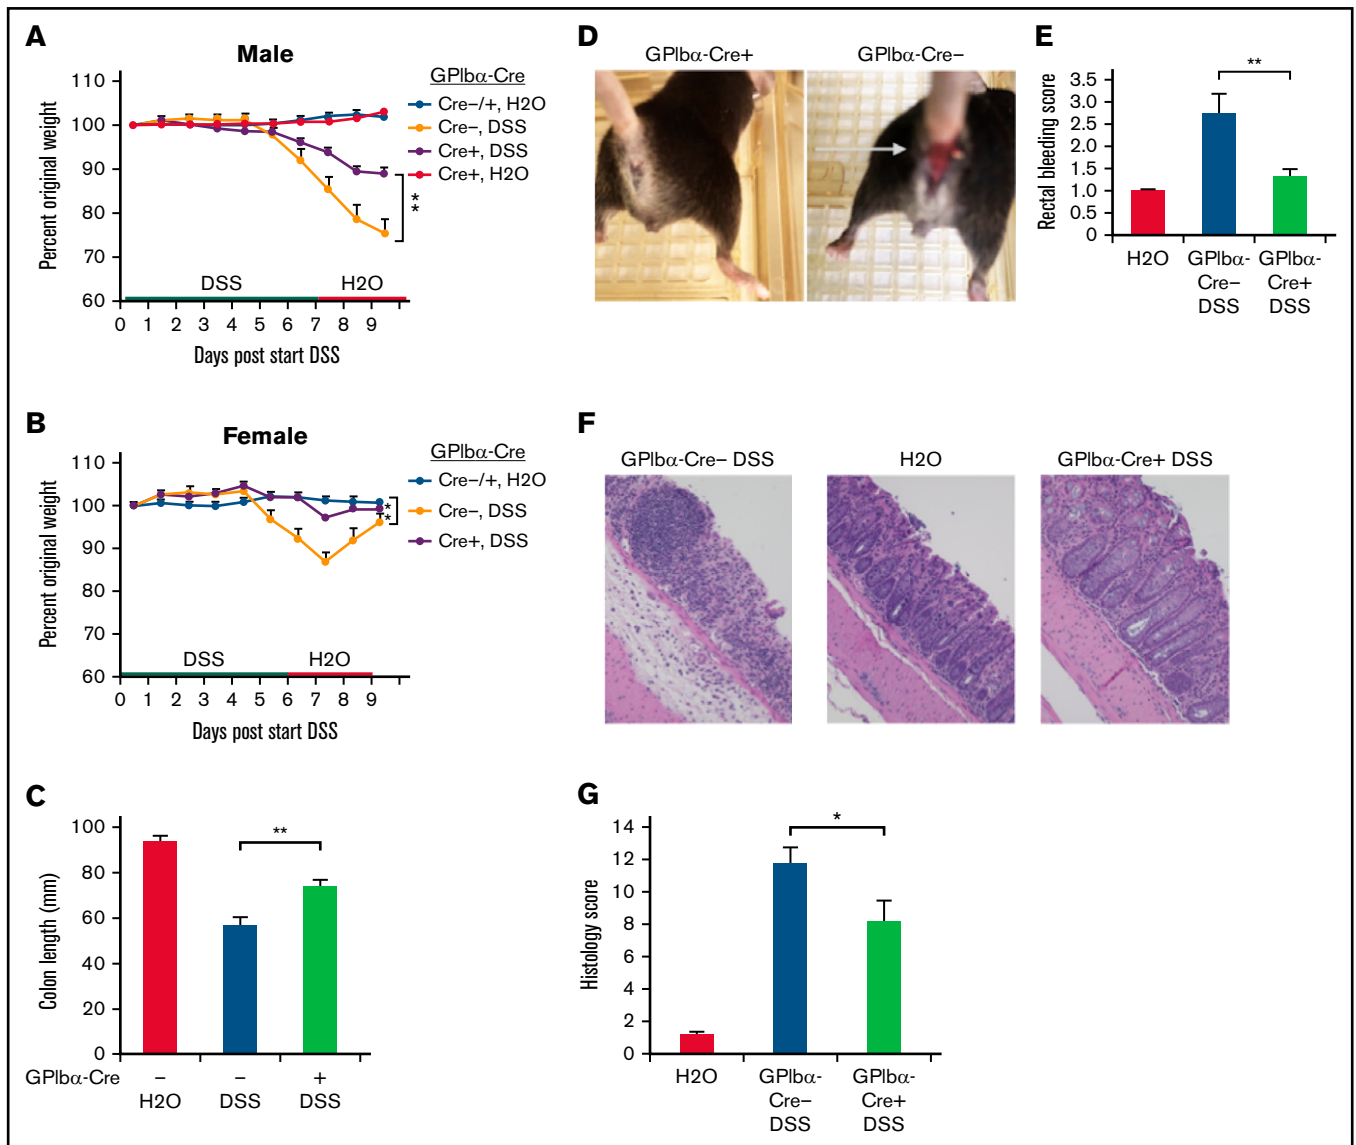 A
Male
GPIbα-Cre
Cre–/+, H2O
Cre–, DSS
Cre+, DSS
Cre+, H2O
Percent original weight
110
100
90
80
70
60
**
DSS
H2O
0 1 2 3 4 5 6 7 8 9
Days post start DSS
B
Female
GPIbα-Cre
Cre–/+, H2O
Cre–, DSS
Cre+, DSS
Percent original weight
110
100
90
80
70
60
**
DSS
H2O
0 1 2 3 4 5 6 7 8 9
Days post start DSS
C
Colon length (mm)
100
80
60
40
20
0
**
GPIbα-Cre – – +
H2O DSS DSS
D
GPIbα-Cre+
GPIbα-Cre–
E
Rectal bleeding score
3.5
3.0
2.5
2.0
1.5
1.0
0.5
0
**
H2O
GPIbα-
Cre–
DSS
GPIbα-
Cre+
DSS
F
GPIbα-Cre– DSS
H2O
GPIbα-Cre+ DSS
G
Histology score
14
12
10
8
6
4
2
0
*
H2O
GPIbα-
Cre–
DSS
GPIbα-
Cre+
DSS